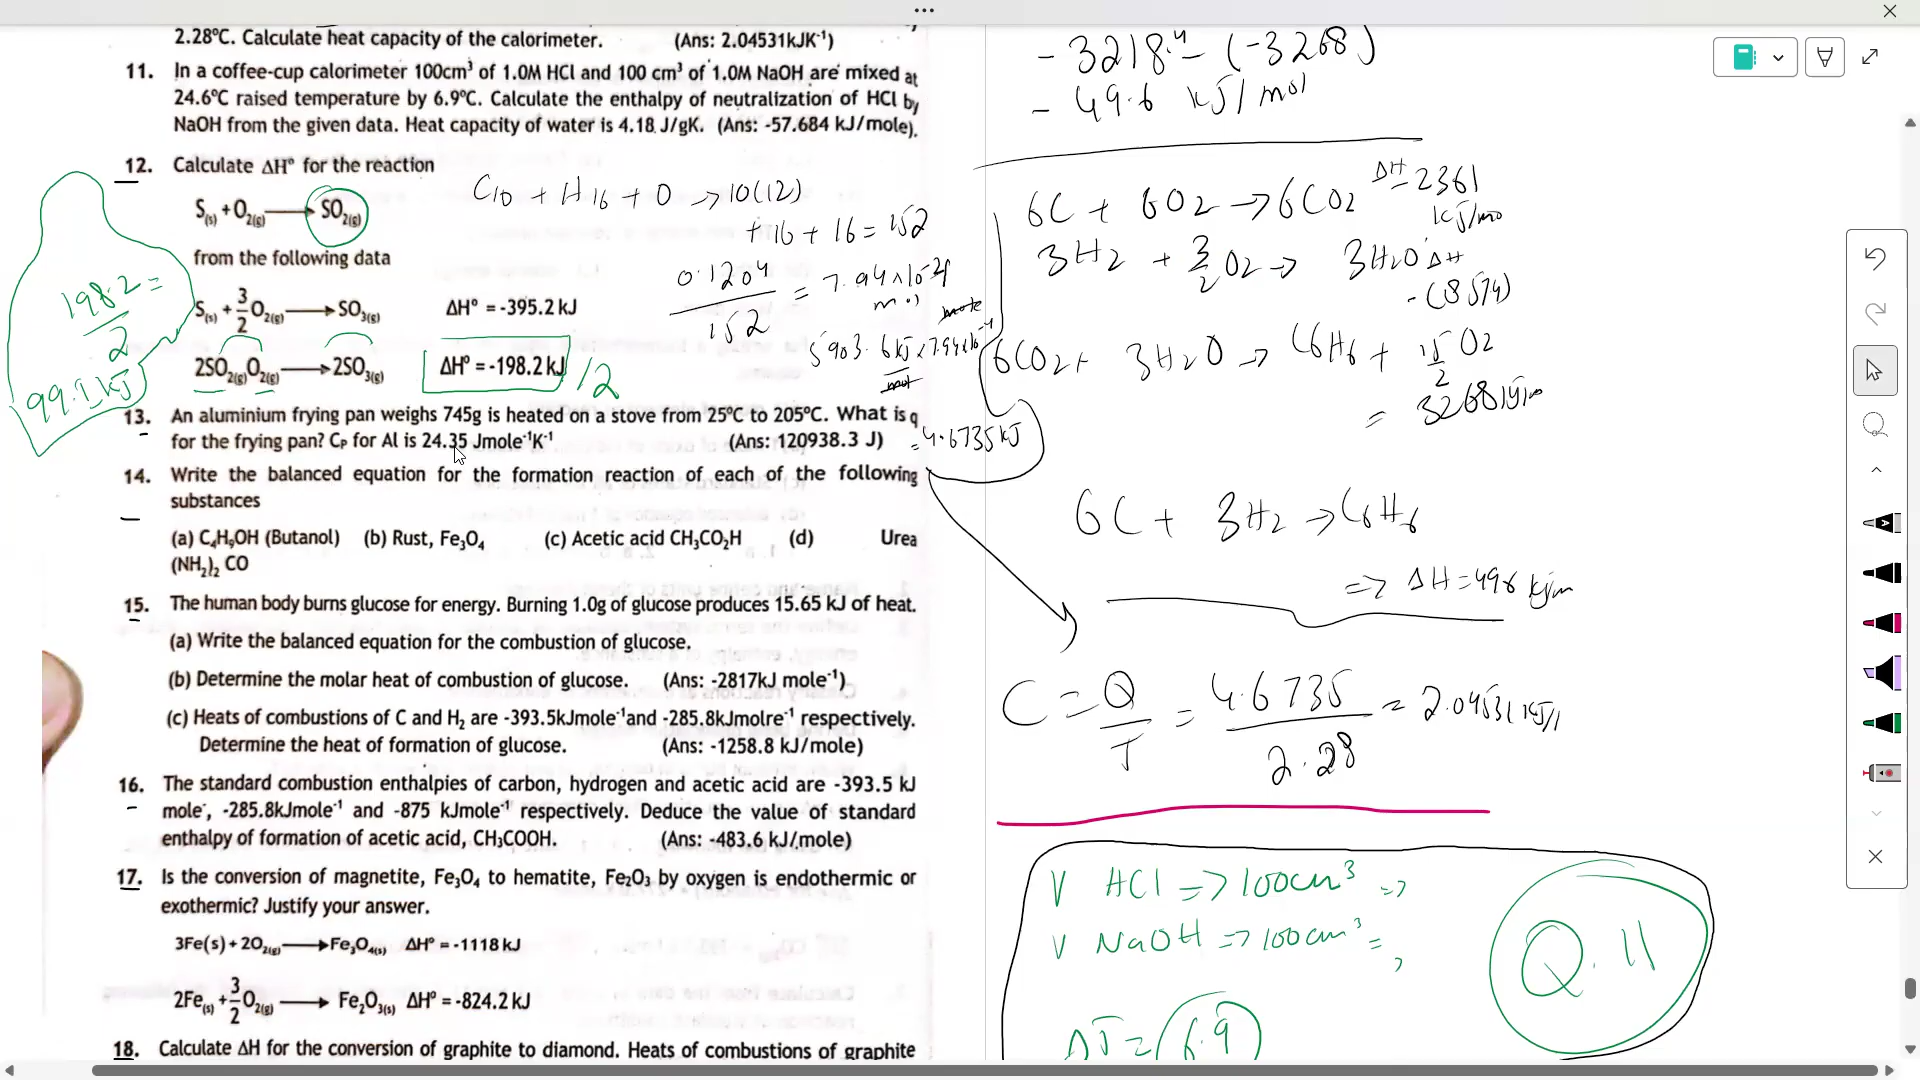 2.28°C. Calculate heat capacity of the calorimeter. (Ans: 2.04531kJK⁻¹)
11. In a coffee-cup calorimeter 100cm³ of 1.0M HCl and 100 cm³ of 1.0M NaOH are mixed at
24.6°C raised temperature by 6.9°C. Calculate the enthalpy of neutralization of HCl by
NaOH from the given data. Heat capacity of water is 4.18 J/gK. (Ans: -57.684 kJ/mole).
12. Calculate ΔH° for the reaction
S(s) + O2(g) → SO2(g)
from the following data
S(s) + 3/2 O2(g) → SO3(g) ΔH° = -395.2 kJ
2SO2(g) O2(g) → 2SO3(g) ΔH° = -198.2 kJ /2
198.2 =
2
99.1 kJ
C10 + H16 + O → 10(12)
+ 16 + 16 = 152
0.1204
152
= 4.6735 kJ
13. An aluminium frying pan weighs 745g is heated on a stove from 25°C to 205°C. What is q
for the frying pan? CP for Al is 24.35 Jmole⁻¹K⁻¹ (Ans: 120938.3 J)
14. Write the balanced equation for the formation reaction of each of the following
substances
(a) C4H9OH (Butanol) (b) Rust, Fe3O4 (c) Acetic acid CH3CO2H (d) Urea
(NH2)2 CO
15. The human body burns glucose for energy. Burning 1.0g of glucose produces 15.65 kJ of heat.
(a) Write the balanced equation for the combustion of glucose.
(b) Determine the molar heat of combustion of glucose. (Ans: -2817kJ mole⁻¹)
(c) Heats of combustions of C and H2 are -393.5kJmole⁻¹and -285.8kJmolre⁻¹ respectively.
Determine the heat of formation of glucose. (Ans: -1258.8 kJ/mole)
16. The standard combustion enthalpies of carbon, hydrogen and acetic acid are -393.5 kJ
mole⁻, -285.8kJmole⁻¹ and -875 kJmole⁻¹ respectively. Deduce the value of standard
enthalpy of formation of acetic acid, CH3COOH. (Ans: -483.6 kJ/mole)
17. Is the conversion of magnetite, Fe3O4 to hematite, Fe2O3 by oxygen is endothermic or
exothermic? Justify your answer.
3Fe(s) + 2O2(g) → Fe3O4(s) ΔH° = -1118 kJ
2Fe(s) + 3/2 O2(g) → Fe2O3(s) ΔH° = -824.2 kJ
18. Calculate ΔH for the conversion of graphite to diamond. Heats of combustions of graphite
- 3218.4 - (-3268)
- 49.6 kJ/mol
6C + 6O2 → 6CO2 ΔH = 2361
3H2 + 3/2 O2 → 3H2O ΔH
6CO2 + 3H2O → C6H6 + 15/2 O2
= 3268
6C + 3H2 → C6H6
=> ΔH = 49.6 kJ/m
C = Q/T = 4.6735/2.28 = 2.04531 kJ/
V HCl => 100cm³ =>
V NaOH => 100cm³ =
ΔT = 6.9
Q.11